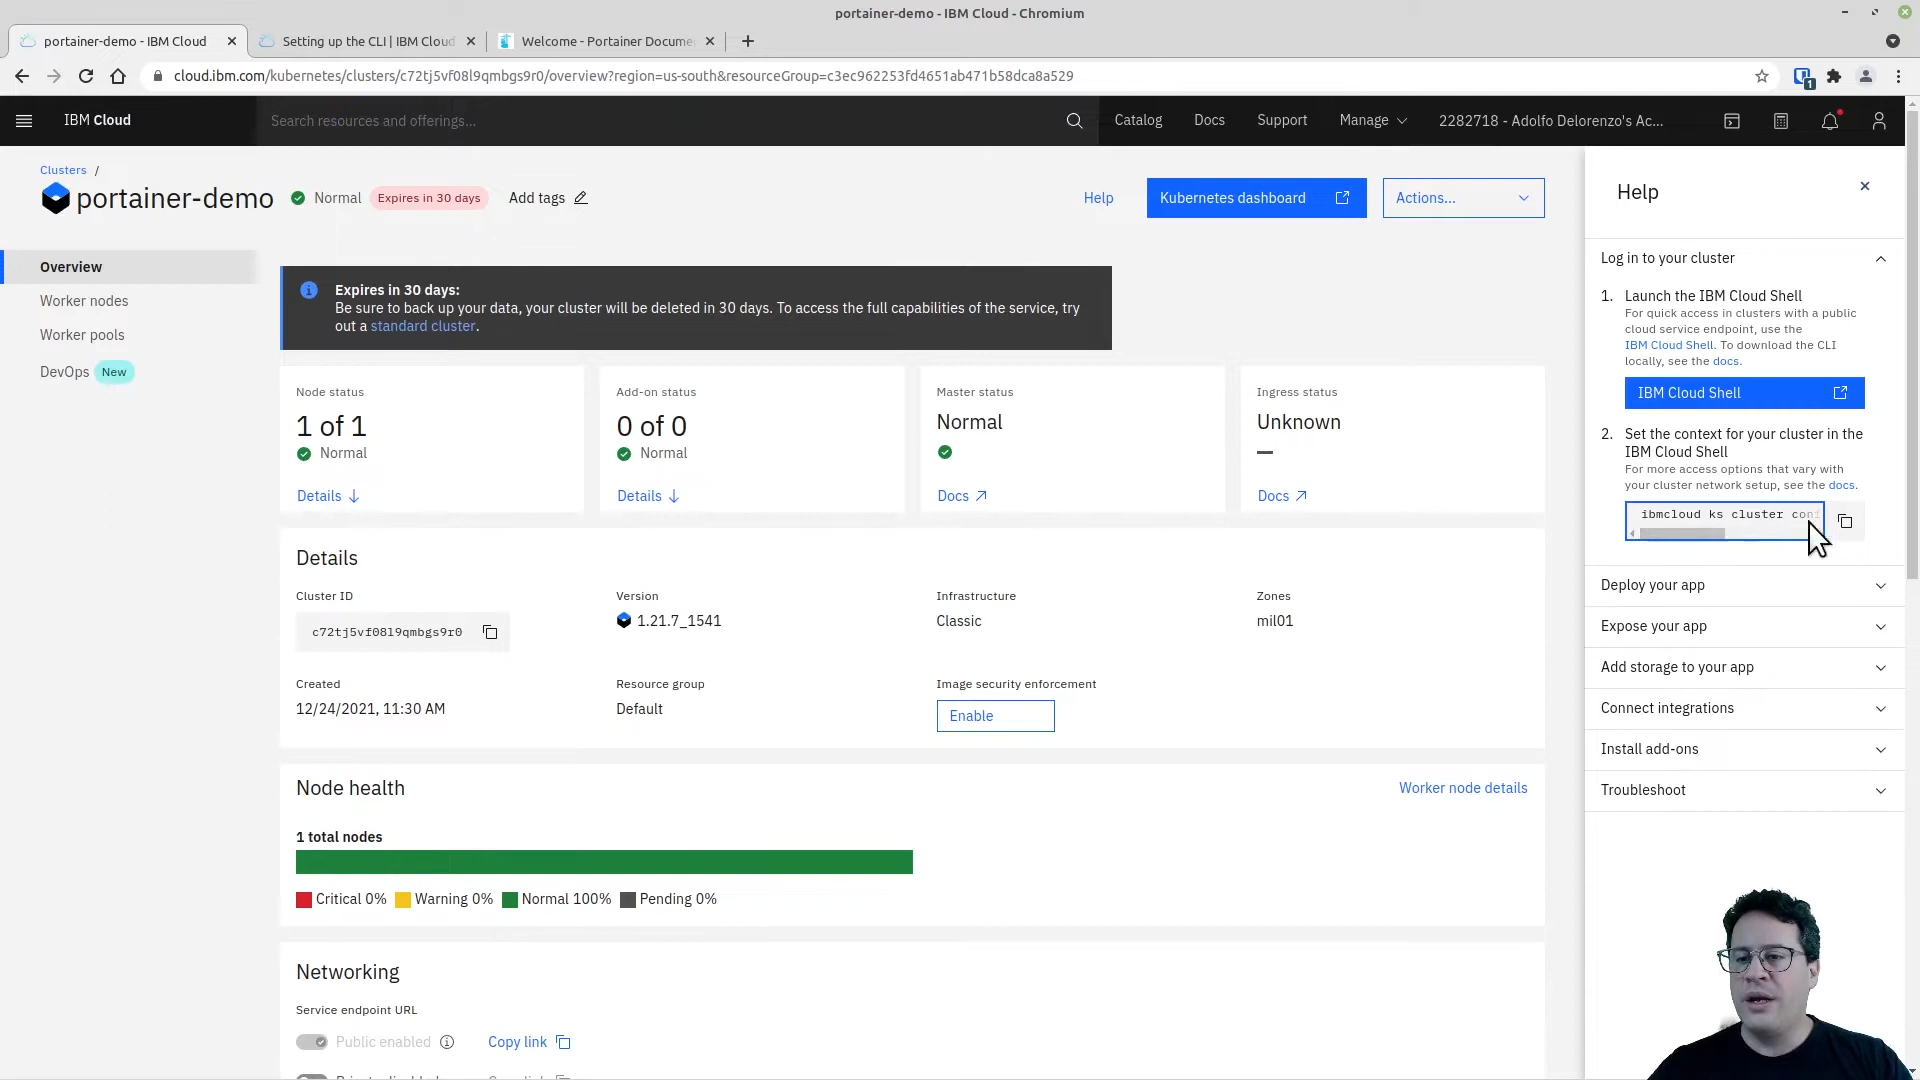 portainer-demo - IBM Cloud - Chromium
portainer-demo - IBM Cloud
Setting up the CLI | IBM Cloud
Welcome - Portainer Docume
cloud.ibm.com/kubernetes/clusters/c72tj5vf08l9qmbgs9r0/overview?region=us-south&resourceGroup=c3ec962253fd4651ab471b58dca8a529
1
IBM Cloud
Search resources and offerings...
Catalog
Docs
Support
Manage
2282718 - Adolfo Delorenzo's Ac...
Clusters /
portainer-demo
Normal
Expires in 30 days
Add tags
Help
Kubernetes dashboard
Actions...
Overview
Worker nodes
Worker pools
DevOps New
Expires in 30 days:
Be sure to back up your data, your cluster will be deleted in 30 days. To access the full capabilities of the service, try
out a standard cluster.
Node status
1 of 1
Normal
Details
Add-on status
0 of 0
Normal
Details
Master status
Normal
Docs
Ingress status
Unknown
Docs
Details
Cluster ID
c72tj5vf08l9qmbgs9r0
Version
1.21.7_1541
Infrastructure
Classic
Zones
mil01
Created
12/24/2021, 11:30 AM
Resource group
Default
Image security enforcement
Enable
Node health
Worker node details
1 total nodes
Critical 0%
Warning 0%
Normal 100%
Pending 0%
Networking
Service endpoint URL
Public enabled
Copy link
Help
Log in to your cluster
1. Launch the IBM Cloud Shell
For quick access in clusters with a public
cloud service endpoint, use the
IBM Cloud Shell. To download the CLI
locally, see the docs.
IBM Cloud Shell
2. Set the context for your cluster in the
IBM Cloud Shell
For more access options that vary with
your cluster network setup, see the docs.
ibmcloud ks cluster con
Deploy your app
Expose your app
Add storage to your app
Connect integrations
Install add-ons
Troubleshoot